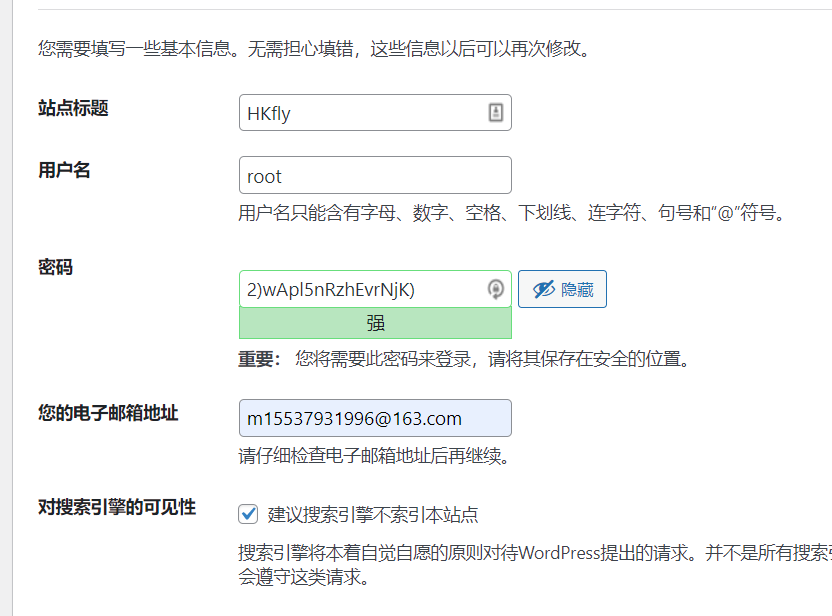 您需要填写一些基本信息。无需担心填错，这些信息以后可以再次修改。
站点标题
HKfly
用户名
root
用户名只能含有字母、数字、空格、下划线、连字符、句号和“@”符号。
密码
2)wApl5nRzhEvrNjK)
隐藏
强
重要： 您将需要此密码来登录，请将其保存在安全的位置。
您的电子邮箱地址
m15537931996@163.com
请仔细检查电子邮箱地址后再继续。
对搜索引擎的可见性
建议搜索引擎不索引本站点
搜索引擎将本着自觉自愿的原则对待WordPress提出的请求。并不是所有搜索
会遵守这类请求。